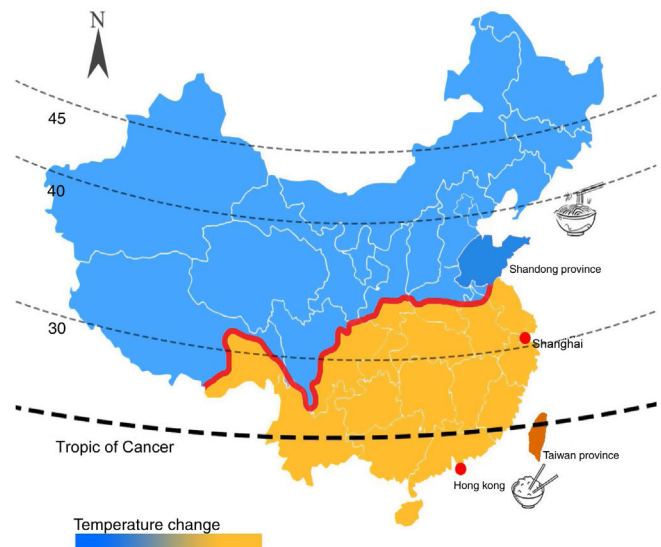 N
45
40
Shandong province
30
Shanghai
Tropic of Cancer
Taiwan province
Hong kong
Temperature change